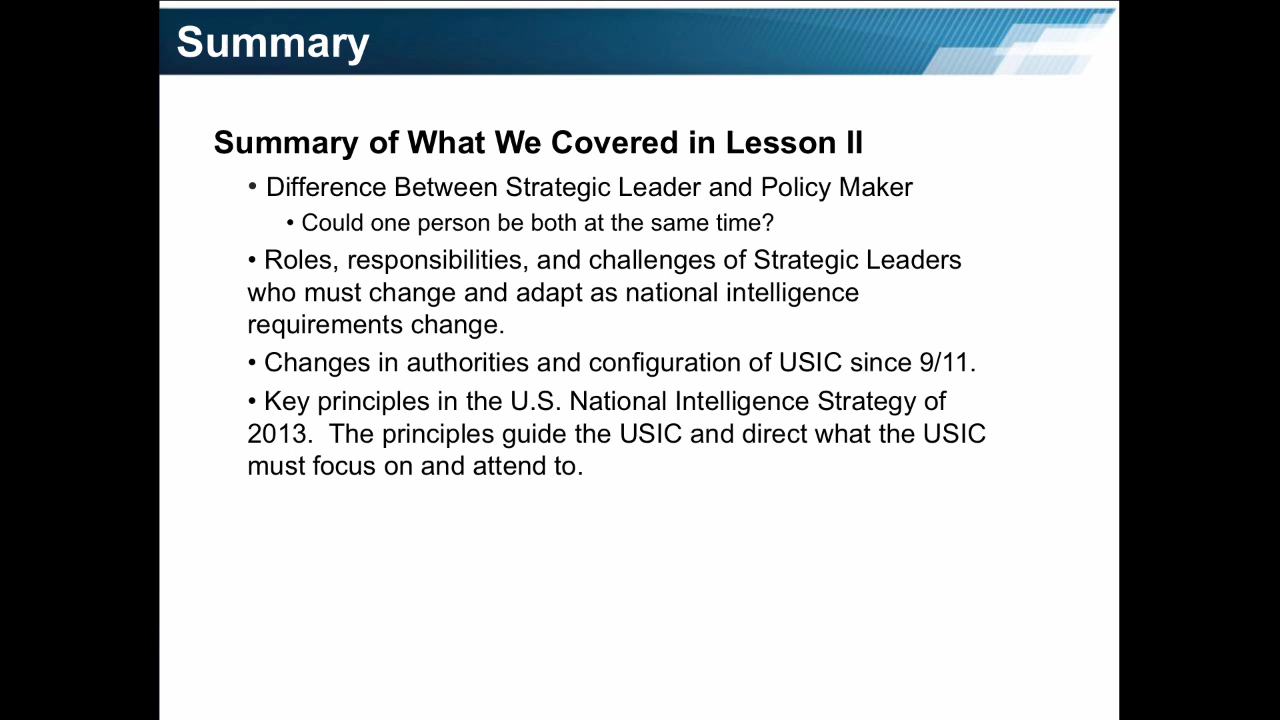 Summary
Summary of What We Covered in Lesson II
• Difference Between Strategic Leader and Policy Maker
• Could one person be both at the same time?
• Roles, responsibilities, and challenges of Strategic Leaders
who must change and adapt as national intelligence
requirements change.
• Changes in authorities and configuration of USIC since 9/11.
• Key principles in the U.S. National Intelligence Strategy of
2013.  The principles guide the USIC and direct what the USIC
must focus on and attend to.